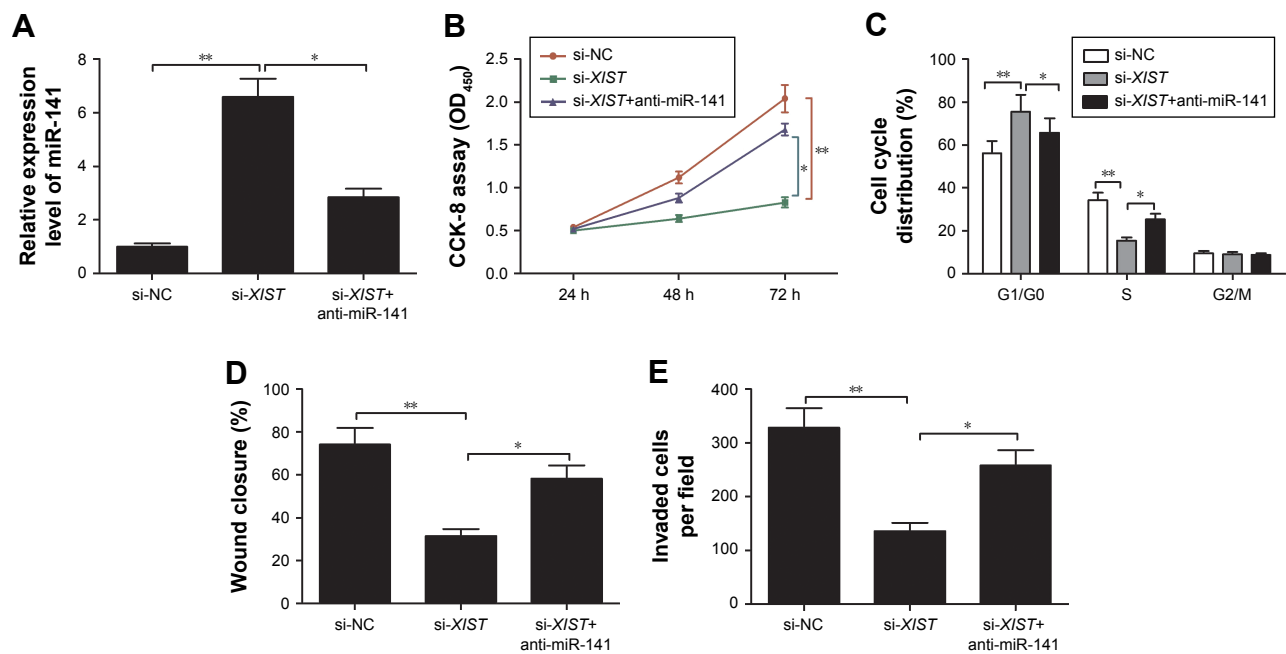 A
Relative expression
level of miR-141
8
6
4
2
0
**
*
si-NC
si-XIST
si-XIST+
anti-miR-141
B
CCK-8 assay (OD450)
2.5
2.0
1.5
1.0
0.5
0.0
si-NC
si-XIST
si-XIST+anti-miR-141
*
**
24 h
48 h
72 h
C
Cell cycle
distribution (%)
100
80
60
40
20
0
si-NC
si-XIST
si-XIST+anti-miR-141
**
*
**
*
G1/G0
S
G2/M
D
Wound closure (%)
100
80
60
40
20
0
**
*
si-NC
si-XIST
si-XIST+
anti-miR-141
E
Invaded cells
per field
400
300
200
100
0
**
*
si-NC
si-XIST
si-XIST+
anti-miR-141